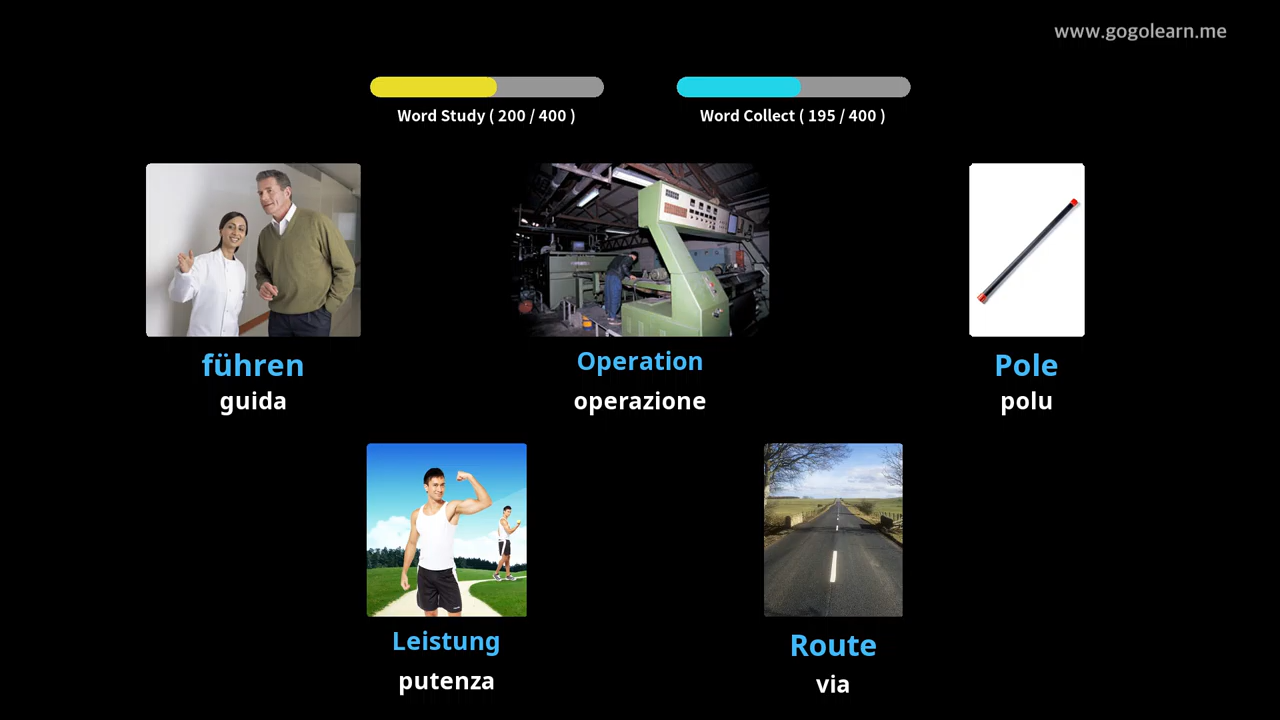 www.gogolearn.me
Word Study ( 200 / 400 )
Word Collect ( 195 / 400 )
führen
guida
Operation
operazione
Pole
polu
Leistung
putenza
Route
via